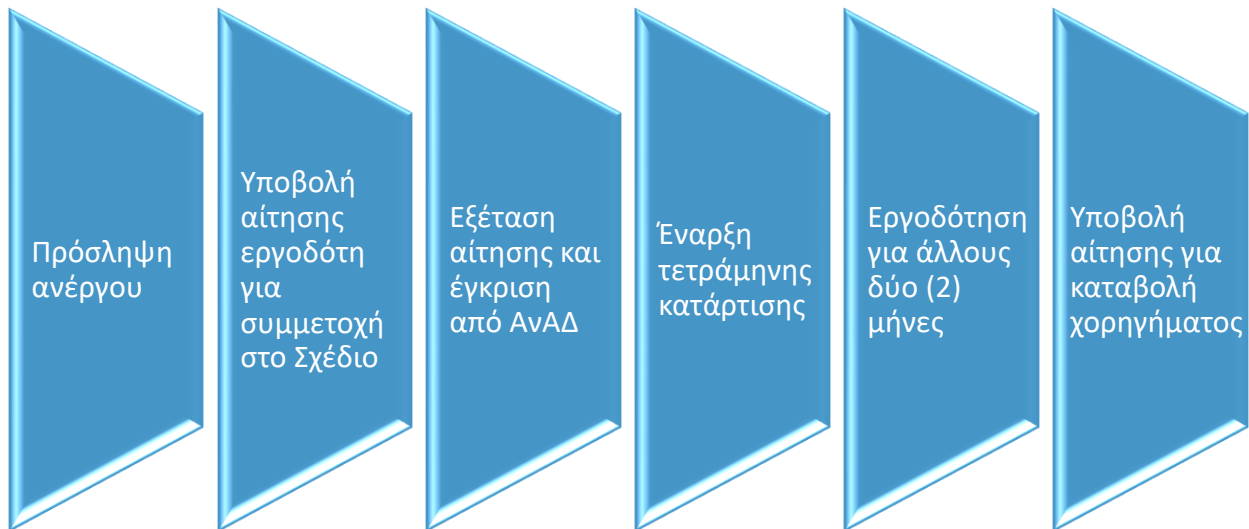 Πρόσληψη
ανέργου
Υποβολή
αίτησης
εργοδότη
για
συμμετοχή
στο Σχέδιο
Εξέταση
αίτησης και
έγκριση
από ΑνΑΔ
Έναρξη
τετράμηνης
κατάρτισης
Εργοδότηση
για άλλους
δύο (2)
μήνες
Υποβολή
αίτησης για
καταβολή
χορηγήματος